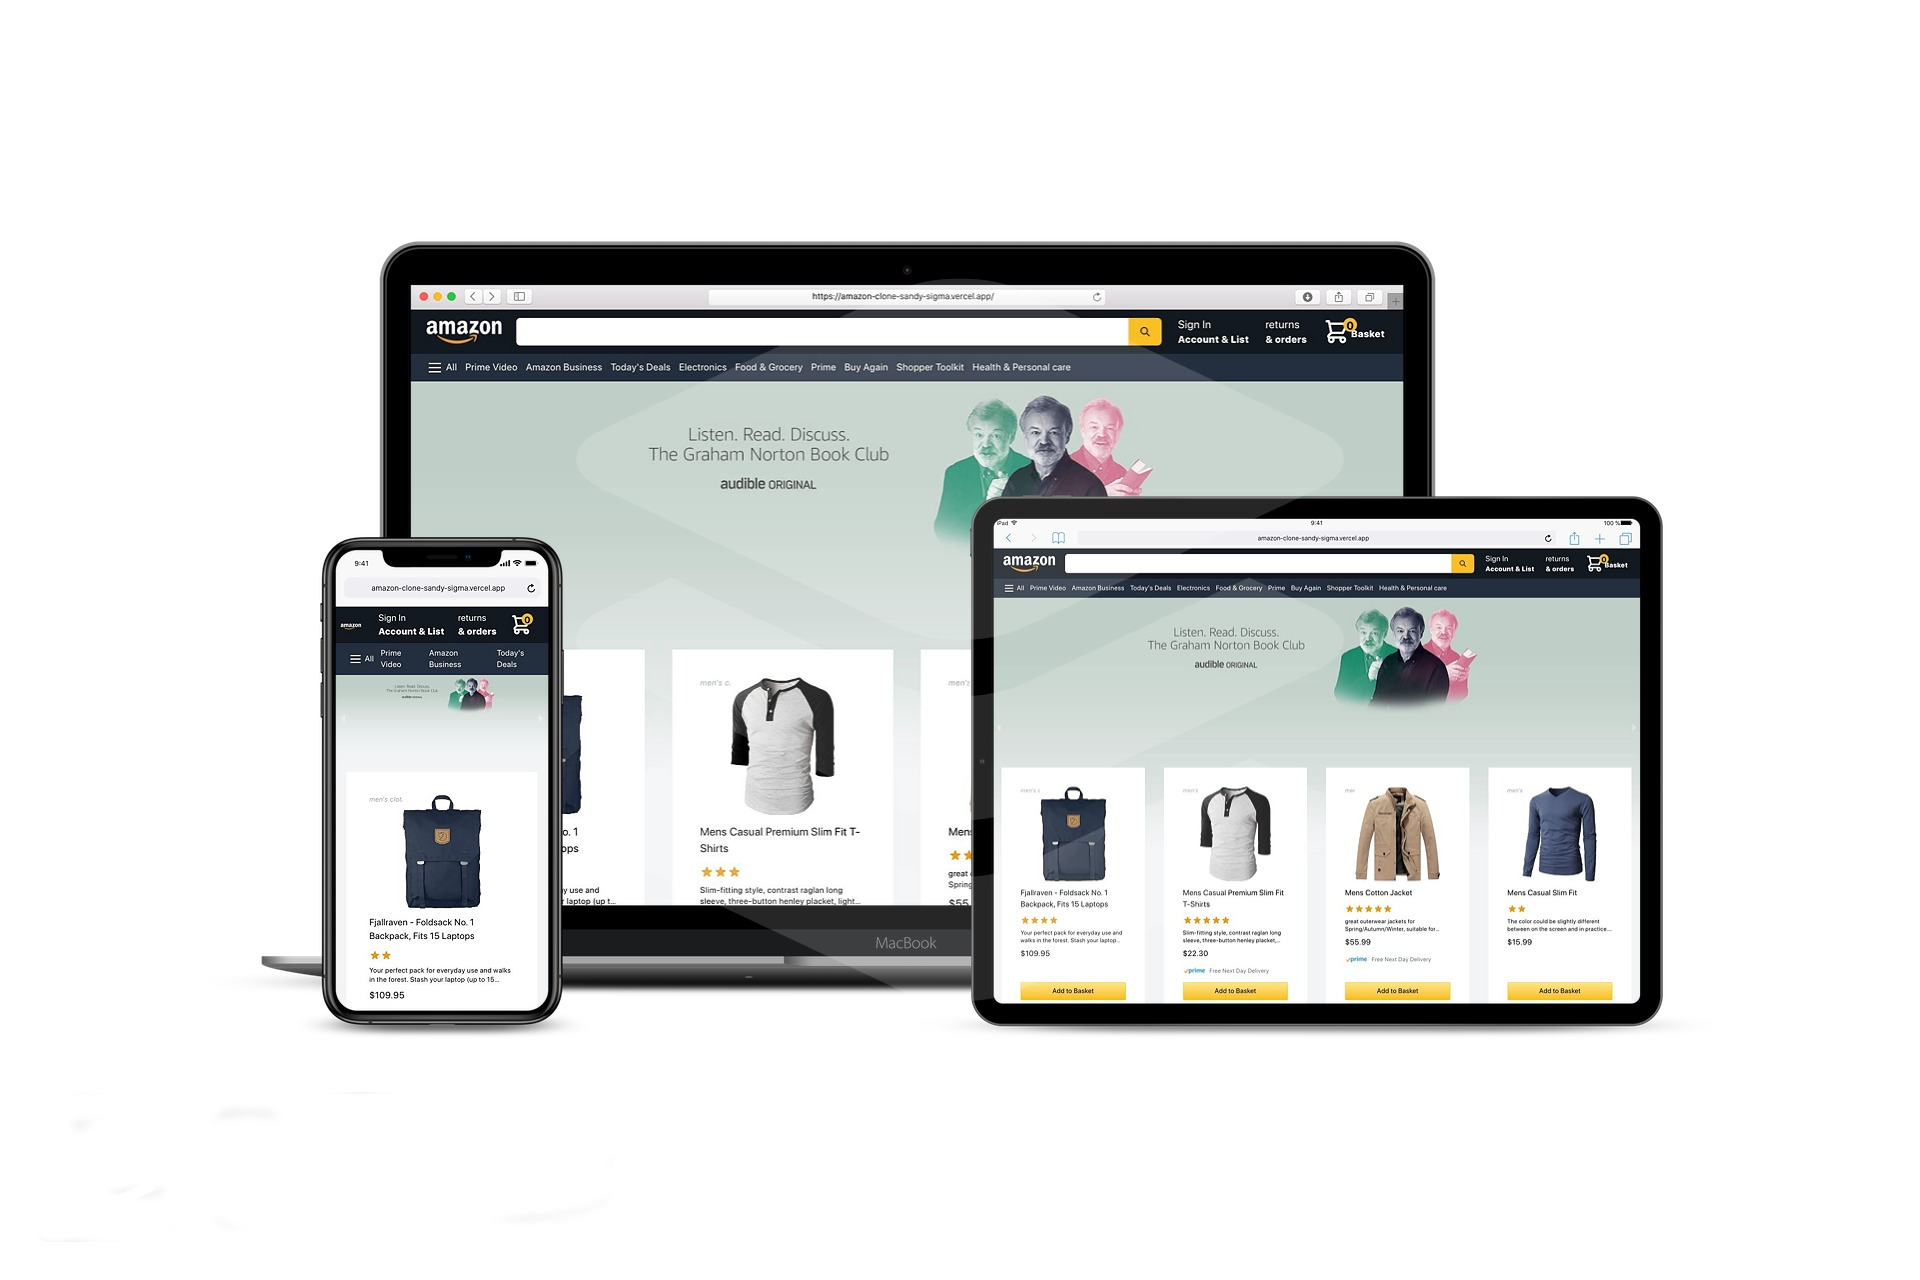 https://amazon-clone-sandy-sigma.vercel.app/
amazon
Sign In
Account & List
returns
& orders
0
Basket
All Prime Video Amazon Business Today's Deals Electronics Food & Grocery Prime Buy Again Shopper Toolkit Health & Personal care
Listen. Read. Discuss.
The Graham Norton Book Club
audible ORIGINAL
o. 1
ops
y use and
r laptop (up t...
men's c.
Mens Casual Premium Slim Fit T-
Shirts
Slim-fitting style, contrast raglan long
sleeve, three-button henley placket, light...
men's
Mens
great o
Spring
$55
MacBook
9:41
amazon-clone-sandy-sigma.vercel.app
amazon
Sign In
Account & List
returns
& orders
0
All
Prime
Video
Amazon
Business
Today's
Deals
Listen. Read. Discuss.
The Graham Norton Book Club
audible ORIGINAL
men's clot.
Fjallraven - Foldsack No. 1
Backpack, Fits 15 Laptops
Your perfect pack for everyday use and walks
in the forest. Stash your laptop (up to 15...
$109.95
iPad
9:41
100 %
amazon-clone-sandy-sigma.vercel.app
amazon
Sign In
Account & List
returns
& orders
0
Basket
All Prime Video Amazon Business Today's Deals Electronics Food & Grocery Prime Buy Again Shopper Toolkit Health & Personal care
Listen. Read. Discuss.
The Graham Norton Book Club
audible ORIGINAL
men's c
Fjallraven - Foldsack No. 1
Backpack, Fits 15 Laptops
Your perfect pack for everyday use and
walks in the forest. Stash your laptop...
$109.95
Add to Basket
men's
Mens Casual Premium Slim Fit
T-Shirts
Slim-fitting style, contrast raglan long
sleeve, three-button henley placket,...
$22.30
prime Free Next Day Delivery
Add to Basket
men
Mens Cotton Jacket
great outerwear jackets for
Spring/Autumn/Winter, suitable for...
$55.99
prime Free Next Day Delivery
Add to Basket
men's
Mens Casual Slim Fit
The color could be slightly different
between on the screen and in practice....
$15.99
Add to Basket